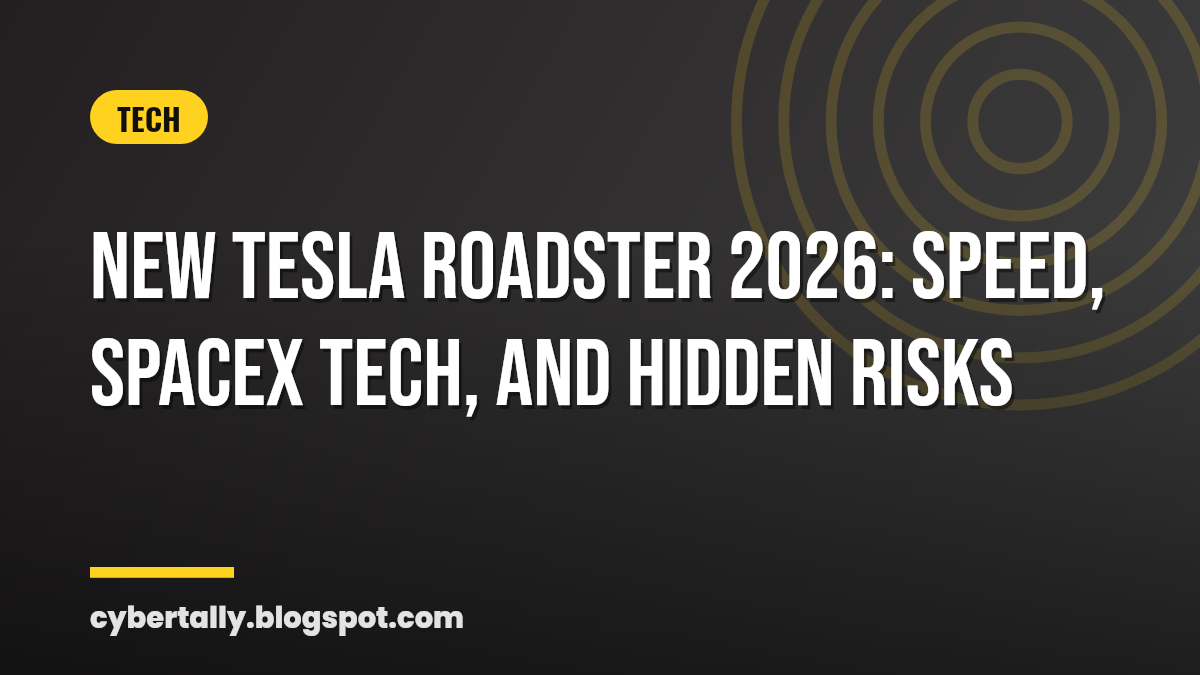 TECH
NEW TESLA ROADSTER 2026: SPEED,
SPACEX TECH, AND HIDDEN RISKS
cybertally.blogspot.com